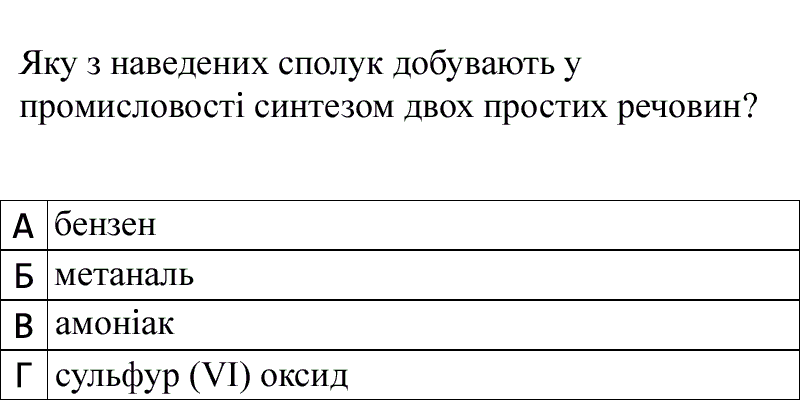 Яку з наведених сполук добувають у
промисловості синтезом двох простих речовин?
А бензен
Б метаналь
В амоніак
Г сульфур (VI) оксид